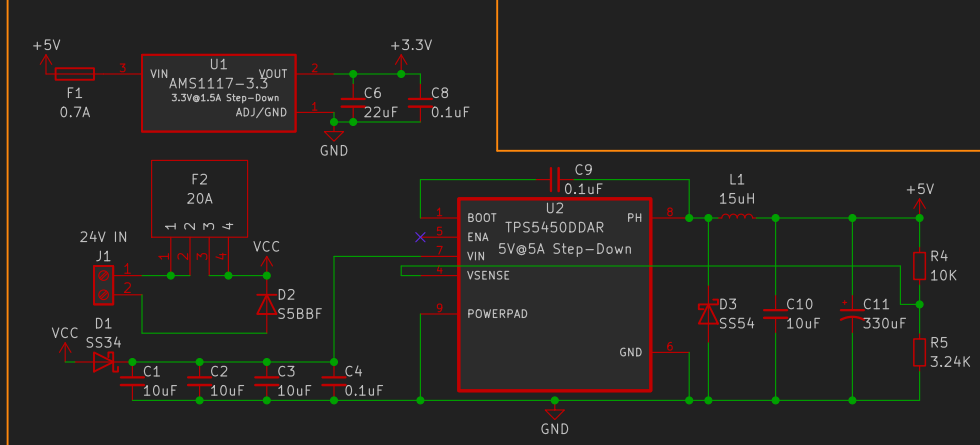 +5V
F1
0.7A
3
VIN
U1
AMS1117-3.3
3.3V@1.5A Step-Down
VOUT
ADJ/GND
2
1
+3.3V
C6
22uF
C8
0.1uF
GND
F2
20A
1 2 3 4
1 2 3 4
24V IN
J1
1
2
VCC
D2
S5BBF
VCC
D1
SS34
C1
10uF
C2
10uF
C3
10uF
C4
0.1uF
C9
0.1uF
U2
TPS5450DDAR
5V@5A Step-Down
1
BOOT
5
ENA
7
VIN
4
VSENSE
9
POWERPAD
PH
8
GND
6
GND
L1
15uH
D3
SS54
C10
10uF
+
C11
330uF
+5V
R4
10K
R5
3.24K